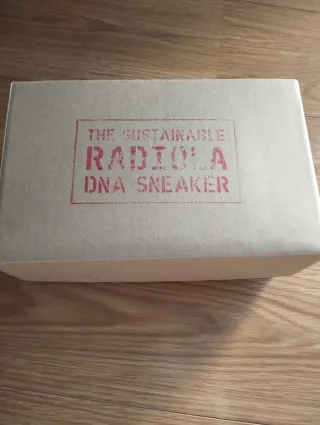 THE SUSTAINABLE
RADIOLA
DNA SNEAKER